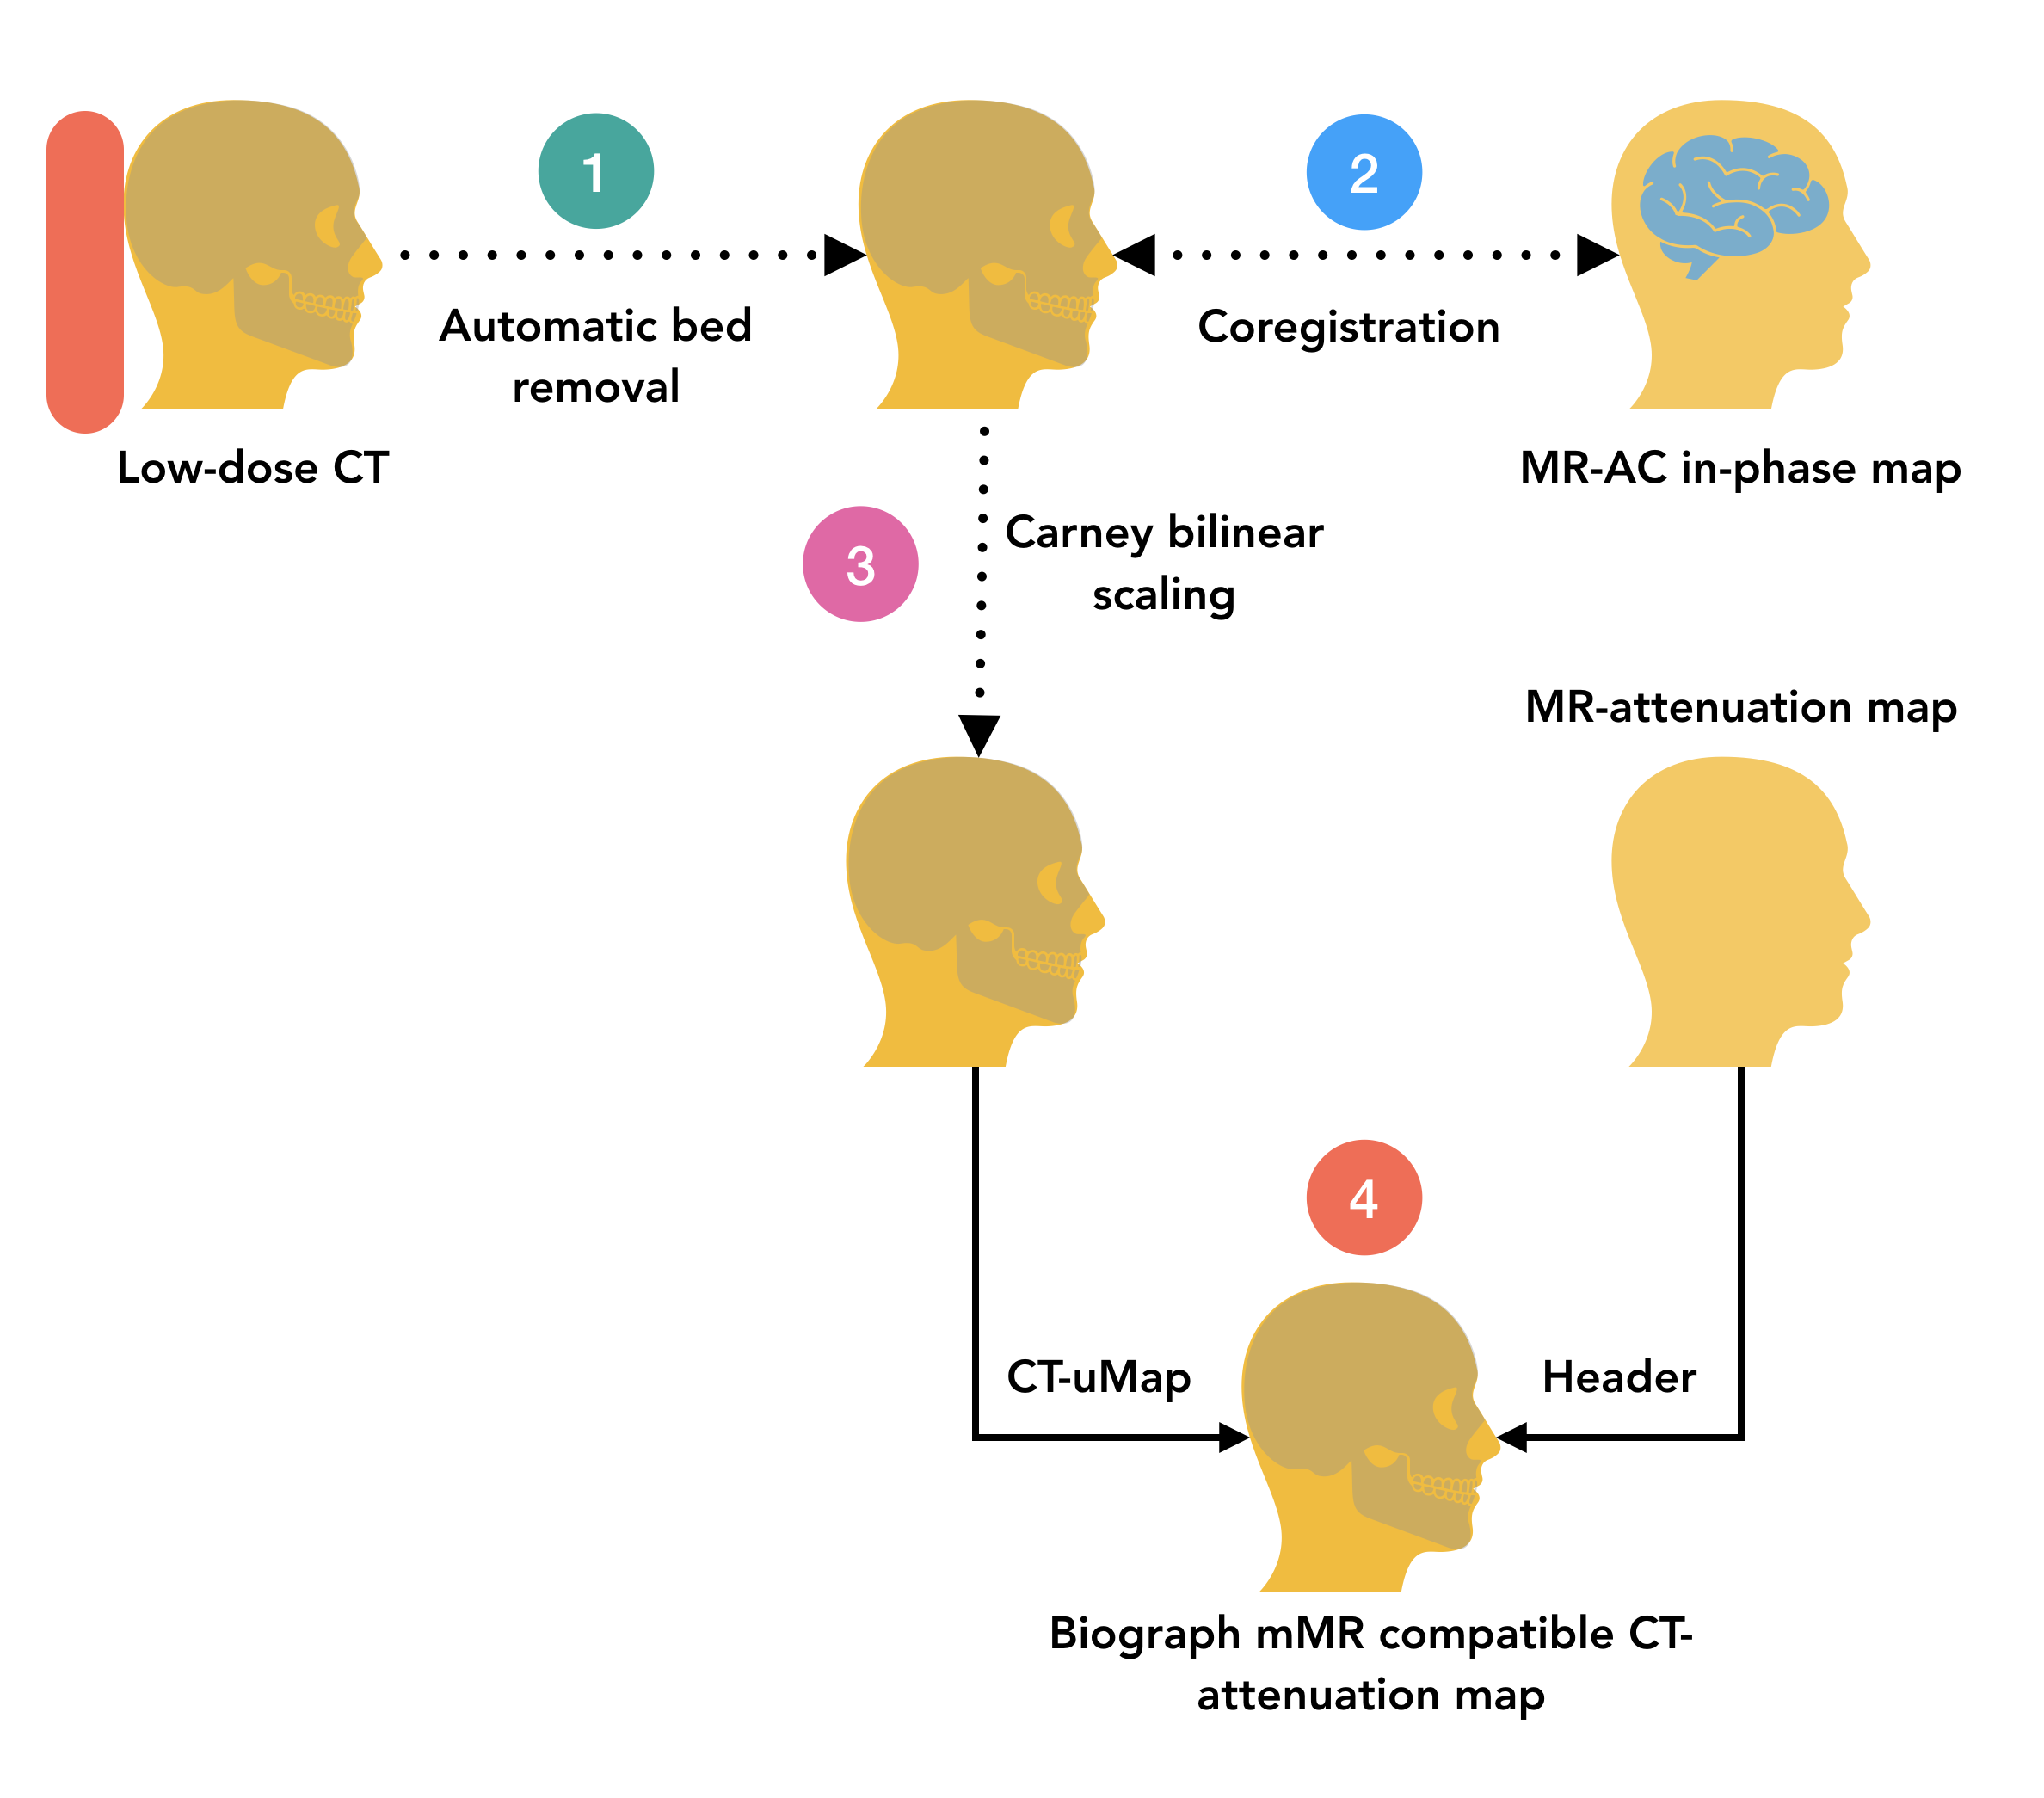 1
2
Automatic bed
removal
Coregistration
Low-dose CT
MR-AC in-phase map
3
Carney bilinear
scaling
MR-attenuation map
4
CT-uMap
Header
Biograph mMR compatible CT-
attenuation map